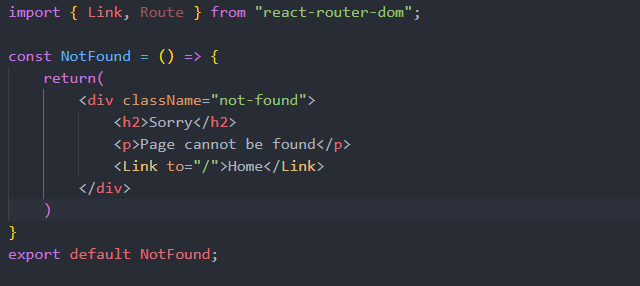 import { Link, Route } from "react-router-dom";

const NotFound = () => {
    return(
        <div className="not-found">
            <h2>Sorry</h2>
            <p>Page cannot be found</p>
            <Link to="/">Home</Link>
        </div>
    )
}
export default NotFound;